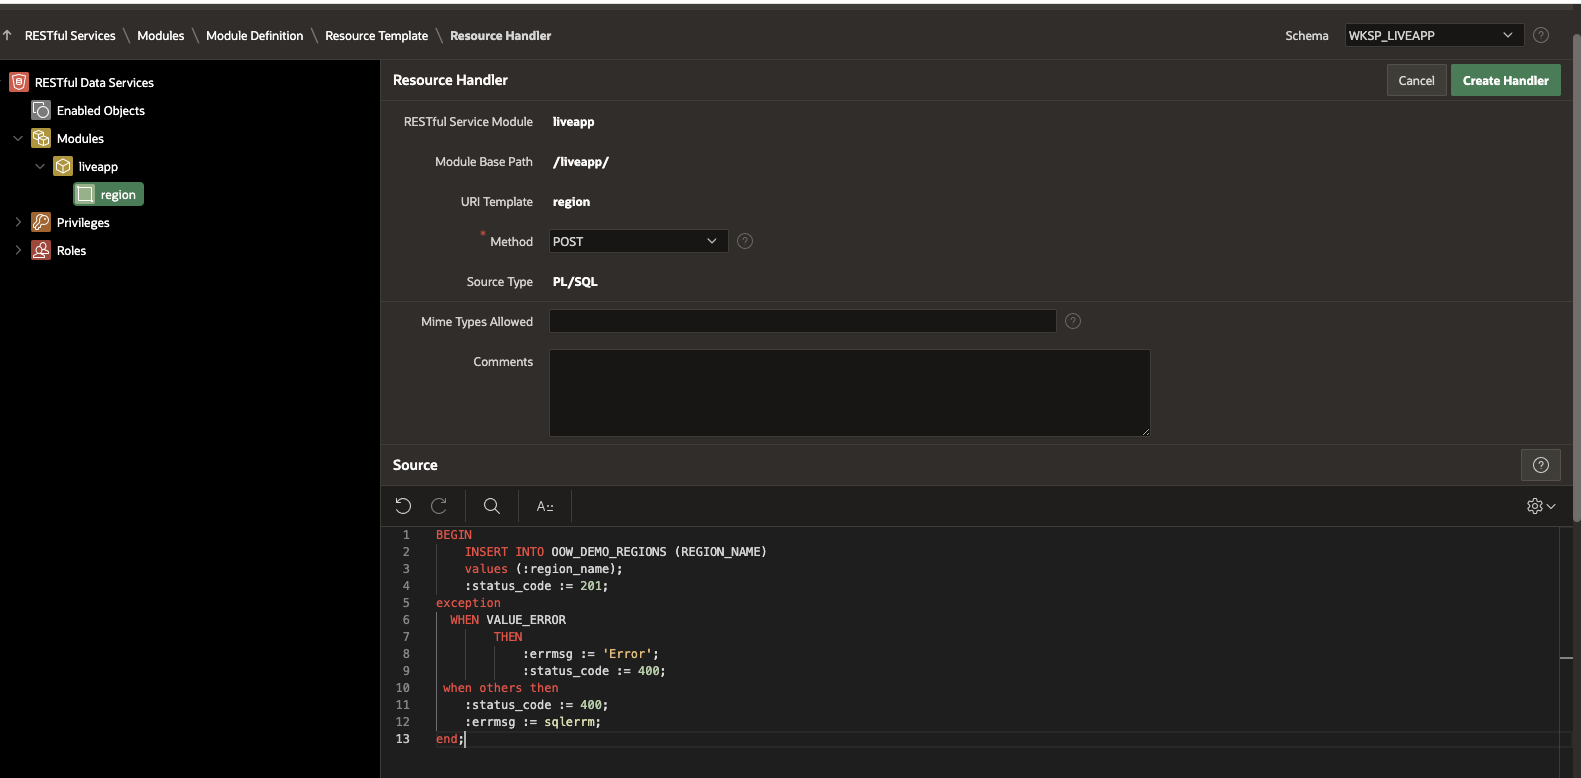 RESTful Services \ Modules \ Module Definition \ Resource Template \ Resource Handler
Schema WKSP_LIVEAPP
RESTful Data Services
Enabled Objects
Modules
liveapp
region
Privileges
Roles
Resource Handler
Cancel Create Handler
RESTful Service Module liveapp
Module Base Path /liveapp/
URI Template region
* Method POST
Source Type PL/SQL
Mime Types Allowed
Comments
Source
A
1 BEGIN
2 INSERT INTO OOW_DEMO_REGIONS (REGION_NAME)
3 values (:region_name);
4 :status_code := 201;
5 exception
6 WHEN VALUE_ERROR
7 THEN
8 :errmsg := 'Error';
9 :status_code := 400;
10 when others then
11 :status_code := 400;
12 :errmsg := sqlerrm;
13 end;